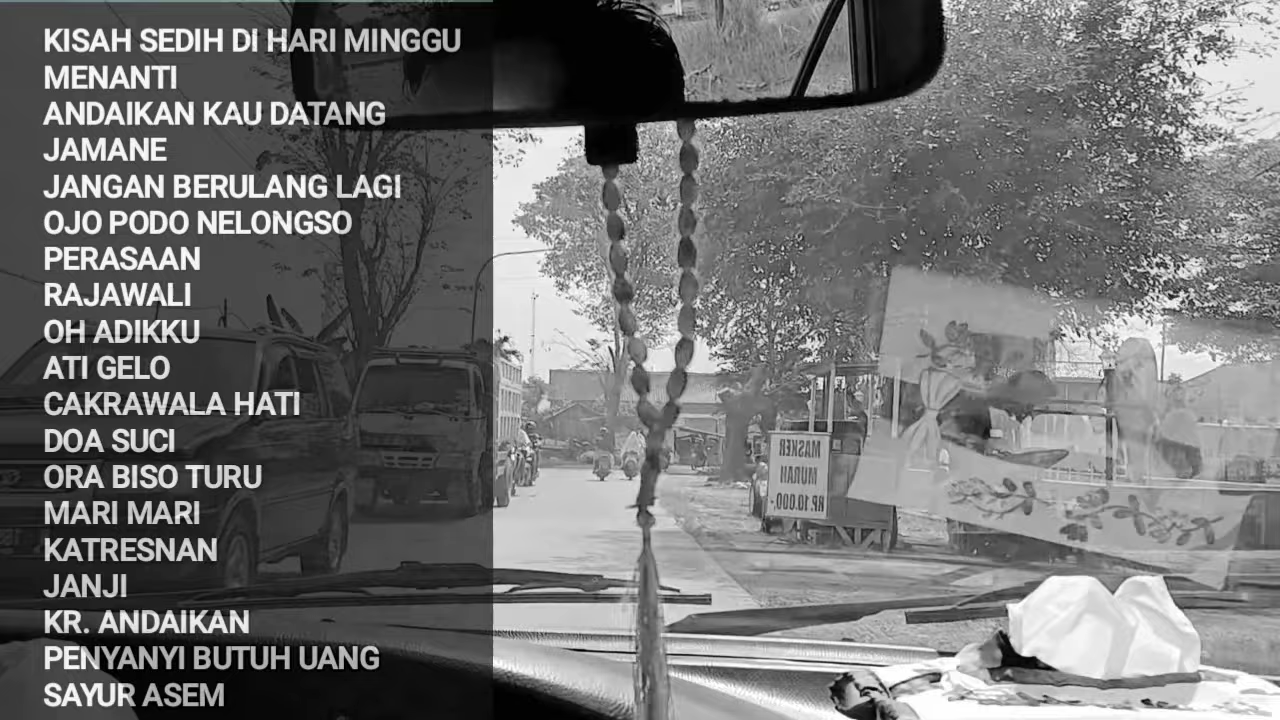 KISAH SEDIH DI HARI MINGGU
MENANTI
ANDAIKAN KAU DATANG
JAMANE
JANGAN BERULANG LAGI
OJO PODO NELONGSO
PERASAAN
RAJAWALI
OH ADIKKU
ATI GELO
CAKRAWALA HATI
DOA SUCI
ORA BISO TURU
MARI MARI
KATRESNAN
JANJI
KR. ANDAIKAN
PENYANYI BUTUH UANG
SAYUR ASEM
MASKER
MURAH
RP.10.000,-